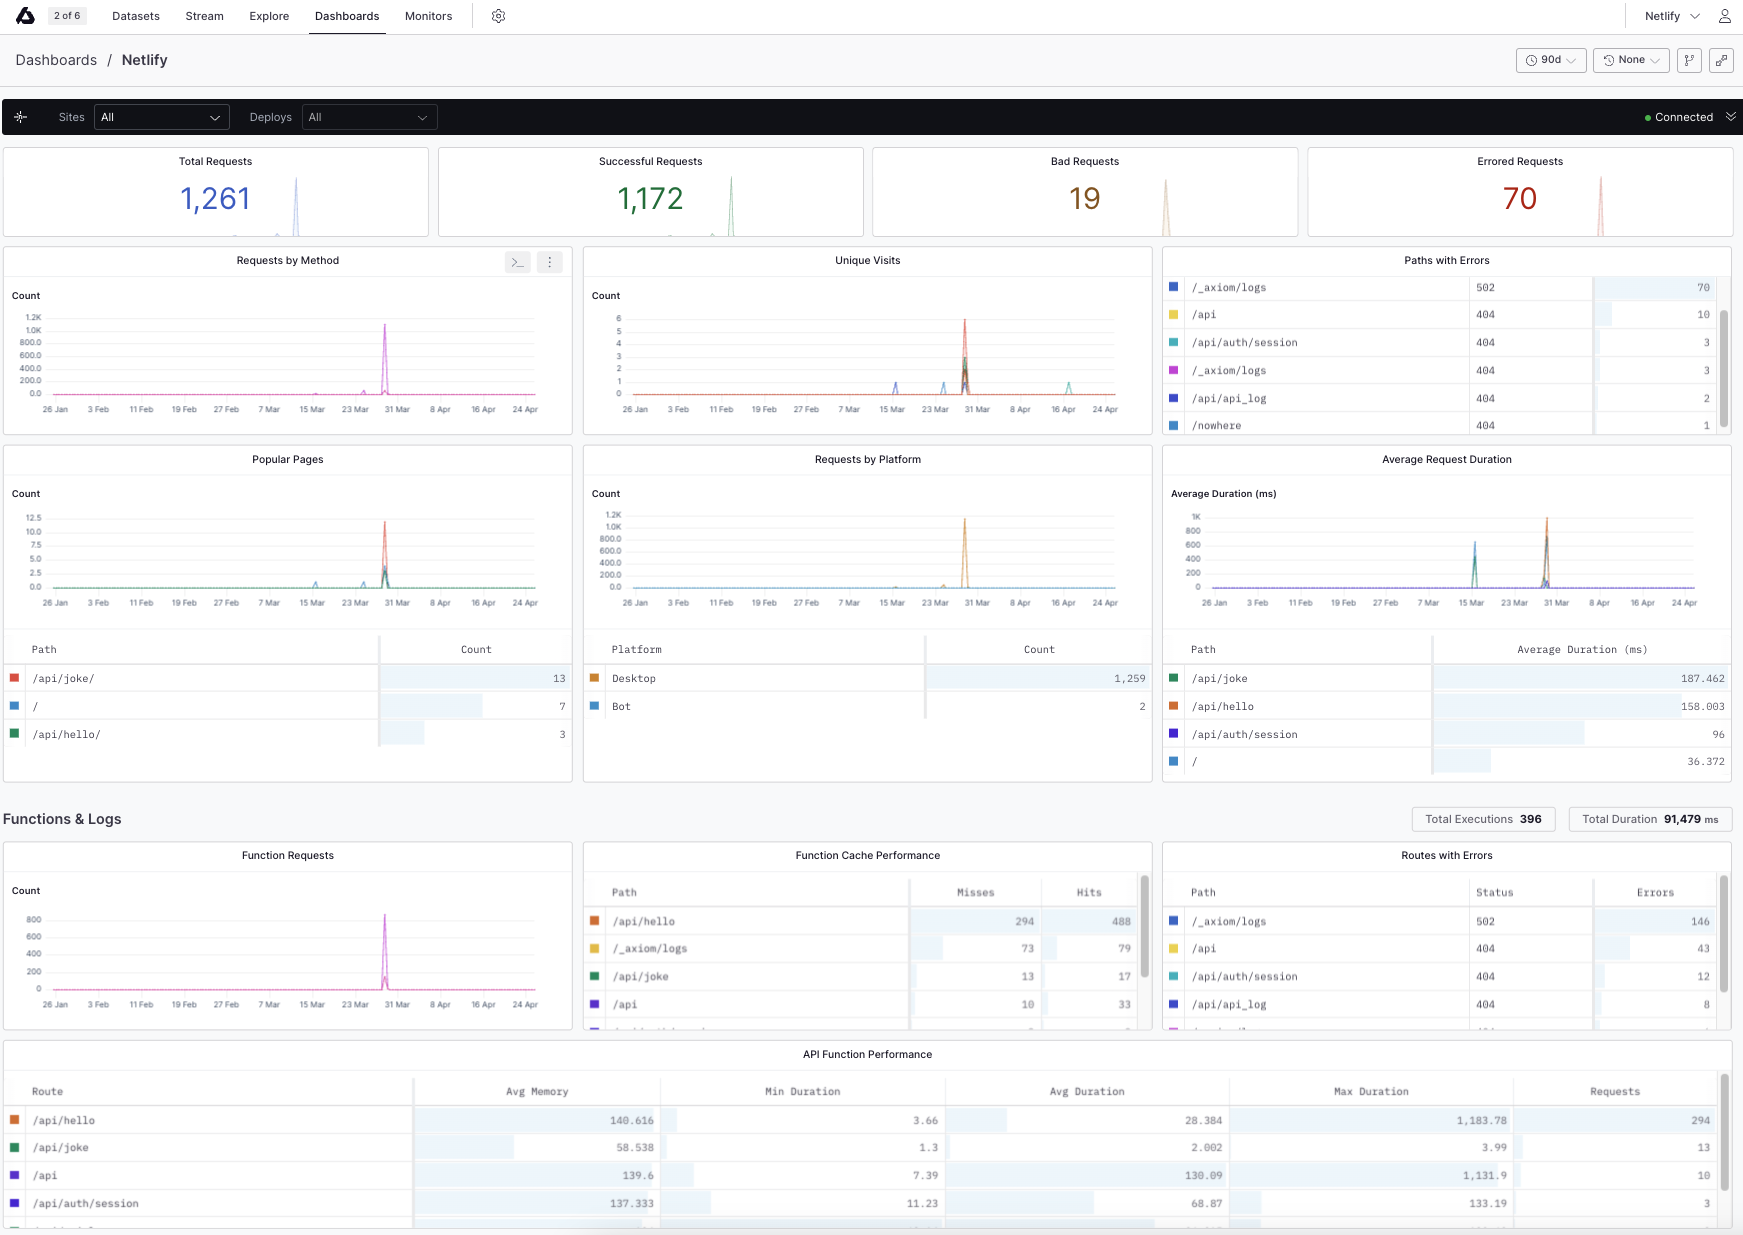 2 of 6 Datasets Stream Explore Dashboards Monitors Netlify
Dashboards / Netlify 90d None
Sites All Deploys All Connected
Total Requests
1,261
Successful Requests
1,172
Bad Requests
19
Errored Requests
70
Requests by Method
Count
1.2K
1.0K
800.0
600.0
400.0
200.0
0.0
26 Jan 3 Feb 11 Feb 19 Feb 27 Feb 7 Mar 15 Mar 23 Mar 31 Mar 8 Apr 16 Apr 24 Apr
Unique Visits
Count
6
5
4
3
2
1
0
26 Jan 3 Feb 11 Feb 19 Feb 27 Feb 7 Mar 15 Mar 23 Mar 31 Mar 8 Apr 16 Apr 24 Apr
Paths with Errors
/_axiom/logs 502 70
/api 404 10
/api/auth/session 404 3
/_axiom/logs 404 3
/api/api_log 404 2
/nowhere 404 1
Popular Pages
Count
12.5
10.0
7.5
5.0
2.5
0.0
26 Jan 3 Feb 11 Feb 19 Feb 27 Feb 7 Mar 15 Mar 23 Mar 31 Mar 8 Apr 16 Apr 24 Apr
Path Count
/api/joke/ 13
/ 7
/api/hello/ 3
Requests by Platform
Count
1.2K
1.0K
800.0
600.0
400.0
200.0
0.0
26 Jan 3 Feb 11 Feb 19 Feb 27 Feb 7 Mar 15 Mar 23 Mar 31 Mar 8 Apr 16 Apr 24 Apr
Platform Count
Desktop 1,259
Bot 2
Average Request Duration
Average Duration (ms)
1K
800
600
400
200
0
26 Jan 3 Feb 11 Feb 19 Feb 27 Feb 7 Mar 15 Mar 23 Mar 31 Mar 8 Apr 16 Apr 24 Apr
Path Average Duration (ms)
/api/joke 187.462
/api/hello 158.003
/api/auth/session 96
/ 36.372
Functions & Logs Total Executions 396 Total Duration 91,479 ms
Function Requests
Count
800
600
400
200
0
26 Jan 3 Feb 11 Feb 19 Feb 27 Feb 7 Mar 15 Mar 23 Mar 31 Mar 8 Apr 16 Apr 24 Apr
Function Cache Performance
Path Misses Hits
/api/hello 294 488
/_axiom/logs 73 79
/api/joke 13 17
/api 10 33
Routes with Errors
Path Status Errors
/_axiom/logs 502 146
/api 404 43
/api/auth/session 404 12
/api/api_log 404 8
API Function Performance
Route Avg Memory Min Duration Avg Duration Max Duration Requests
/api/hello 140.616 3.66 28.384 1,183.78 294
/api/joke 58.538 1.3 2.002 3.99 13
/api 139.6 7.39 130.09 1,131.9 10
/api/auth/session 137.333 11.23 68.87 133.19 3